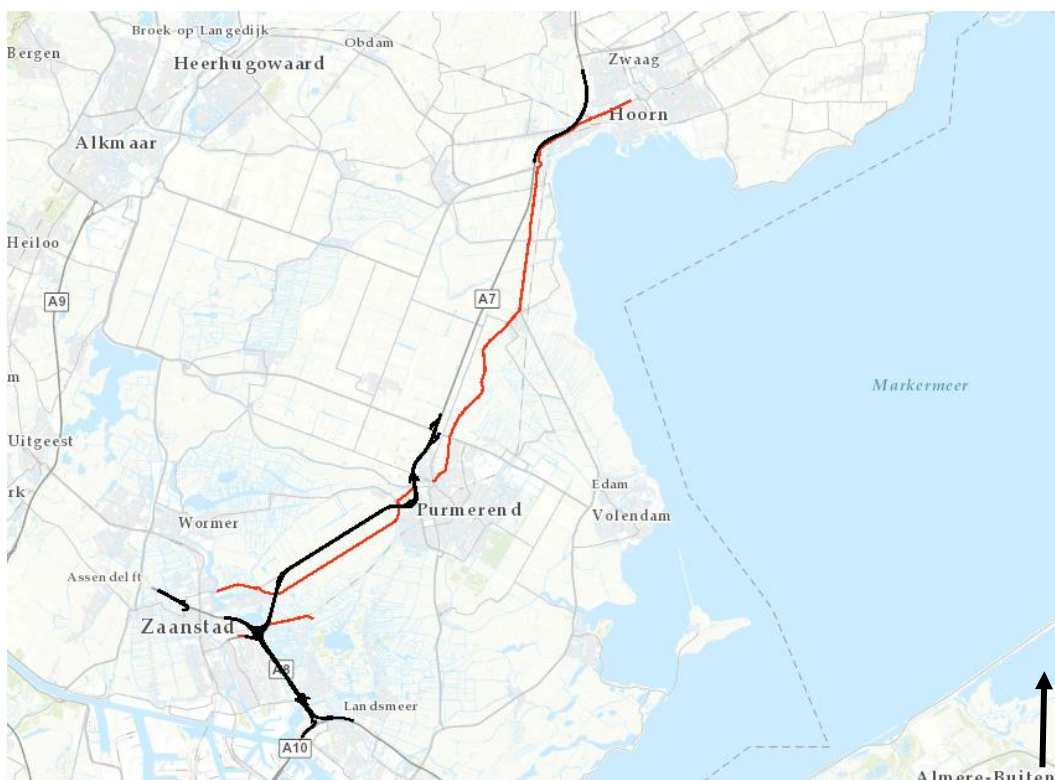 Broek op Langedijk
Obdam
Bergen
Heerhugowaard
Zwaag
Hoorn
Alkmaar
Heiloo
A9
A7
m
Markermeer
Uitgeest
Edam
rk
Purmerend
Volendam
Wormer
Assendelft
Zaanstad
A8
Landsmeer
A10
Almere-Buiten